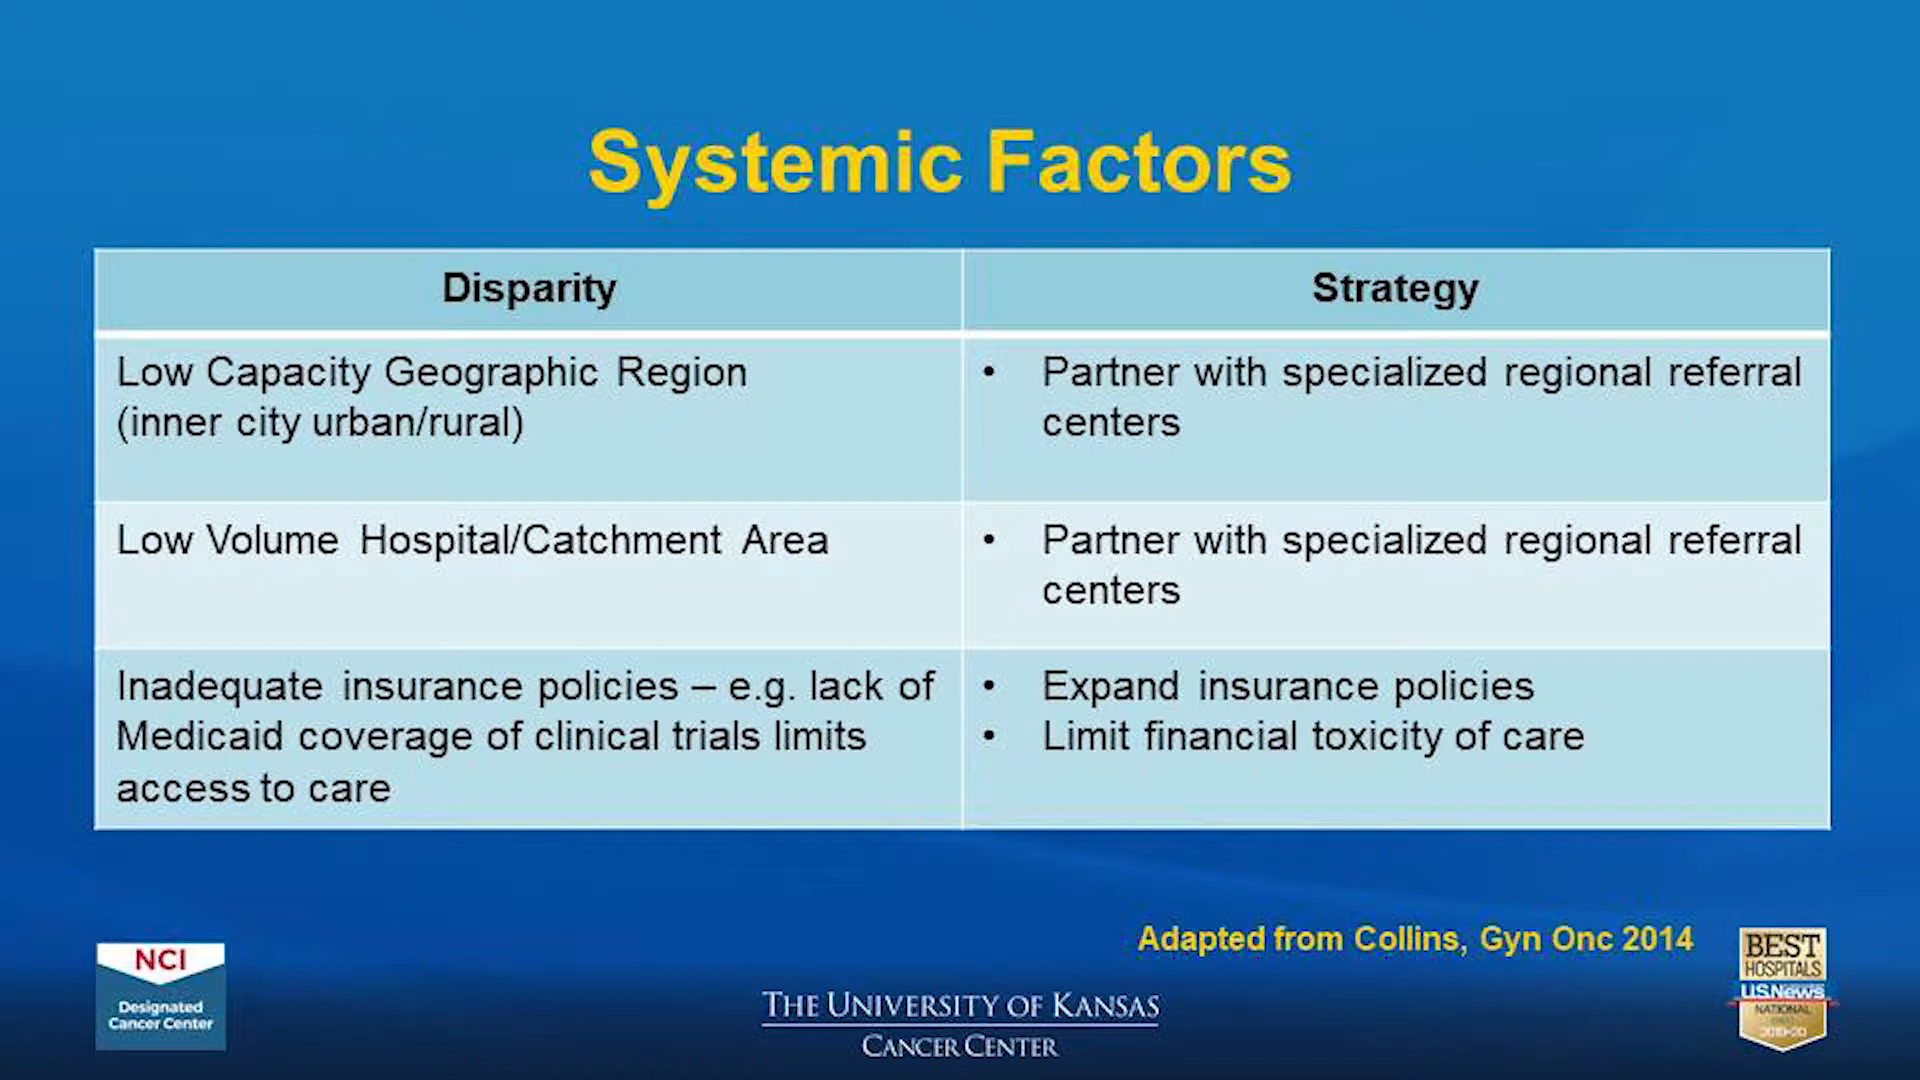 Systemic Factors
Disparity
Strategy
Low Capacity Geographic Region
(inner city urban/rural)
• Partner with specialized regional referral
centers
Low Volume Hospital/Catchment Area
• Partner with specialized regional referral
centers
Inadequate insurance policies – e.g. lack of
Medicaid coverage of clinical trials limits
access to care
• Expand insurance policies
• Limit financial toxicity of care
Adapted from Collins, Gyn Onc 2014
NCI
Designated
Cancer Center
THE UNIVERSITY OF KANSAS
CANCER CENTER
BEST
HOSPITALS
U.S.News
NATIONAL
2019-20